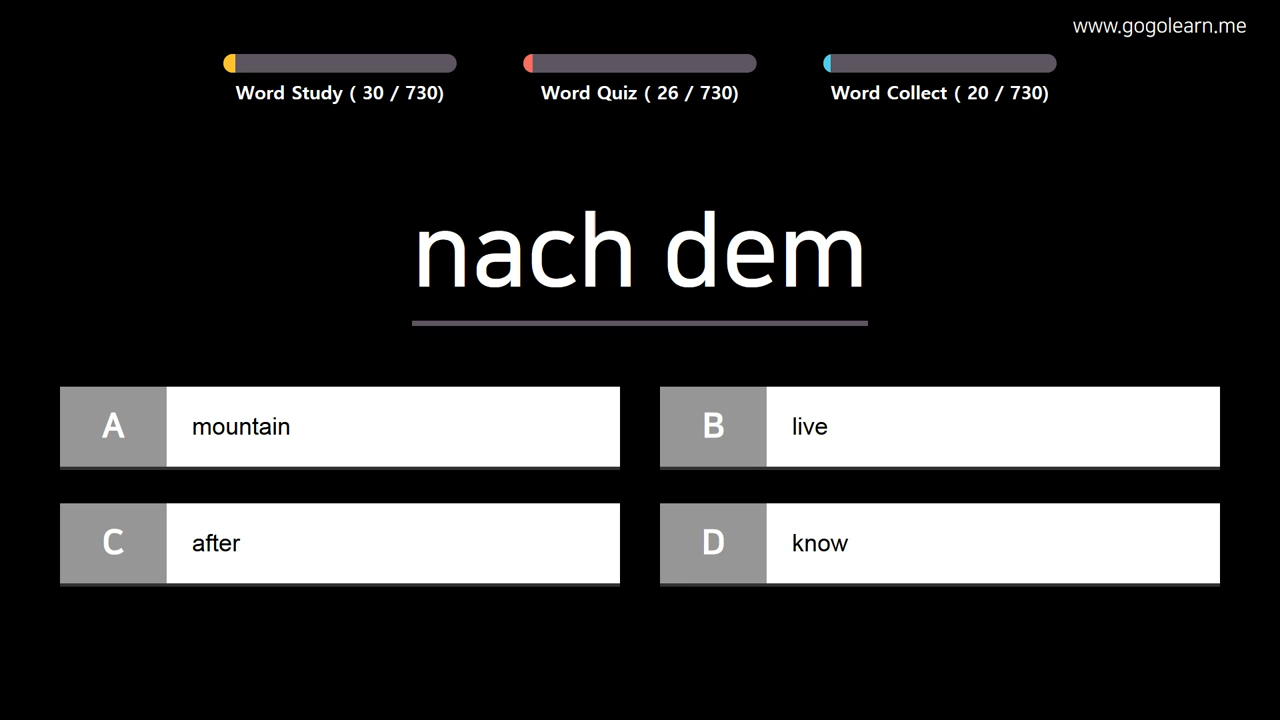 www.gogolearn.me
Word Study ( 30 / 730)
Word Quiz ( 26 / 730)
Word Collect ( 20 / 730)
nach dem
A mountain
B live
C after
D know